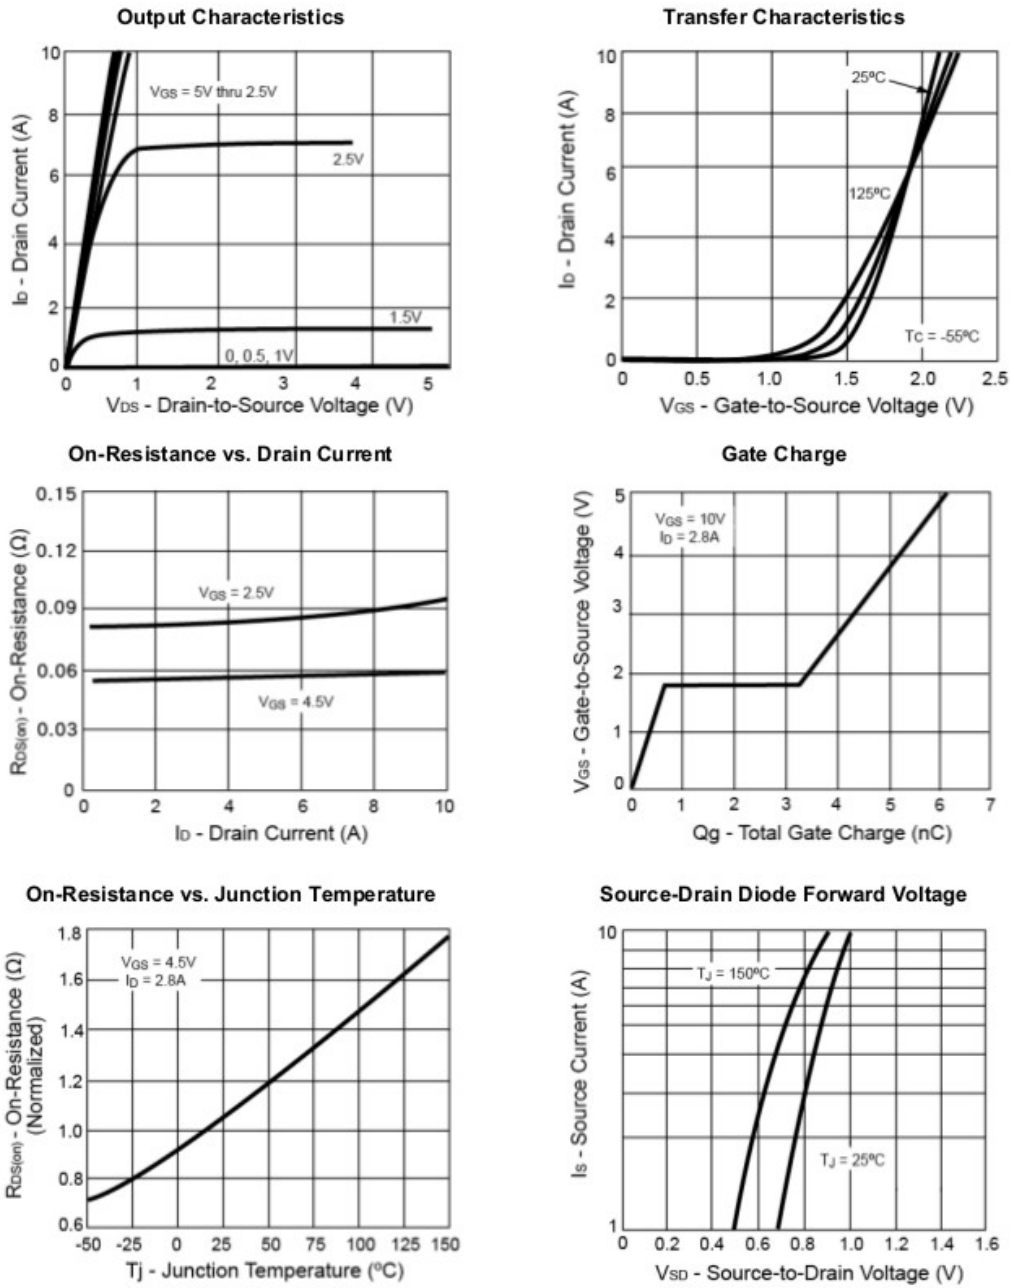 Output Characteristics
10
8
6
4
2
0
ID - Drain Current (A)
VGS = 5V thru 2.5V
2.5V
1.5V
0, 0.5, 1V
0 1 2 3 4 5
VDS - Drain-to-Source Voltage (V)
Transfer Characteristics
10
8
6
4
2
0
ID - Drain Current (A)
25ºC
125ºC
Tc = -55ºC
0 0.5 1.0 1.5 2.0 2.5
VGS - Gate-to-Source Voltage (V)
On-Resistance vs. Drain Current
0.15
0.12
0.09
0.06
0.03
0
RDS(on) - On-Resistance (Ω)
VGS = 2.5V
VGS = 4.5V
0 2 4 6 8 10
ID - Drain Current (A)
Gate Charge
5
4
3
2
1
0
VGS - Gate-to-Source Voltage (V)
VGS = 10V
ID = 2.8A
0 1 2 3 4 5 6 7
Qg - Total Gate Charge (nC)
On-Resistance vs. Junction Temperature
1.8
1.6
1.4
1.2
1.0
0.8
0.6
RDS(on) - On-Resistance (Ω)
(Normalized)
VGS = 4.5V
ID = 2.8A
-50 -25 0 25 50 75 100 125 150
Tj - Junction Temperature (ºC)
Source-Drain Diode Forward Voltage
10
1
IS - Source Current (A)
TJ = 150ºC
TJ = 25ºC
0 0.2 0.4 0.6 0.8 1.0 1.2 1.4 1.6
VSD - Source-to-Drain Voltage (V)